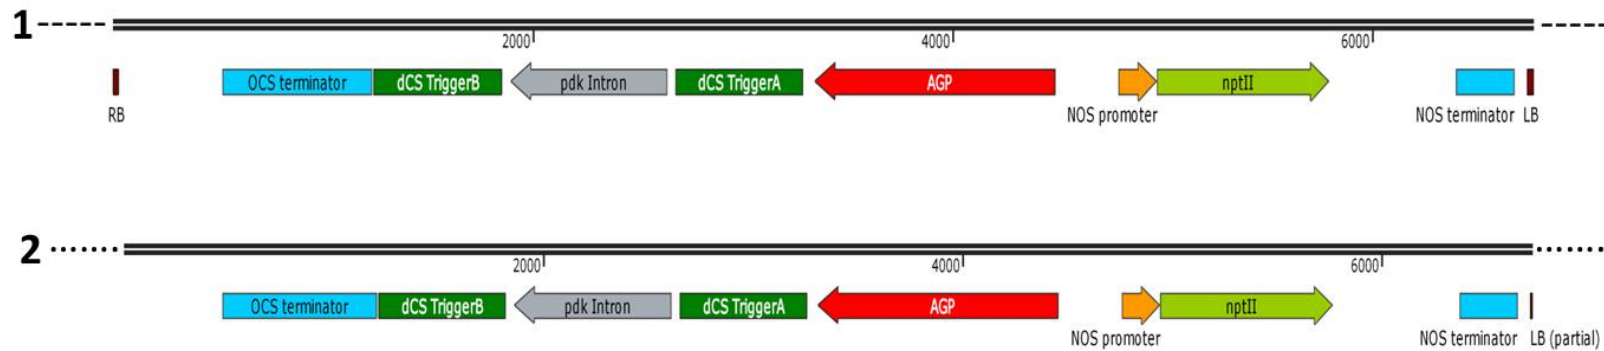 1
2000 4000 6000
OCS terminator dCS TriggerB pdk Intron dCS TriggerA AGP nptII
RB NOS promoter NOS terminator LB
2
2000 4000 6000
OCS terminator dCS TriggerB pdk Intron dCS TriggerA AGP nptII
NOS promoter NOS terminator LB (partial)